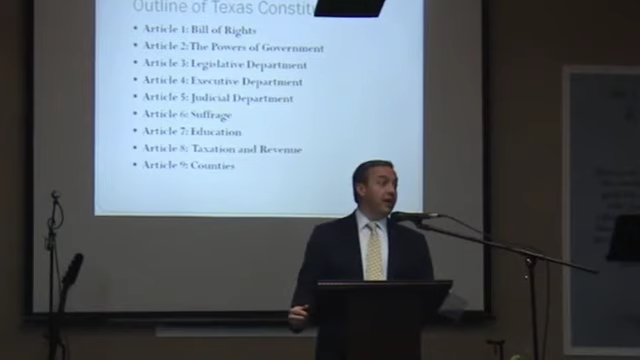 Outline of Texas Constitu
• Article 1: Bill of Rights
• Article 2: The Powers of Government
• Article 3: Legislative Department
• Article 4: Executive Department
• Article 5: Judicial Department
• Article 6: Suffrage
• Article 7: Education
• Article 8: Taxation and Revenue
• Article 9: Counties